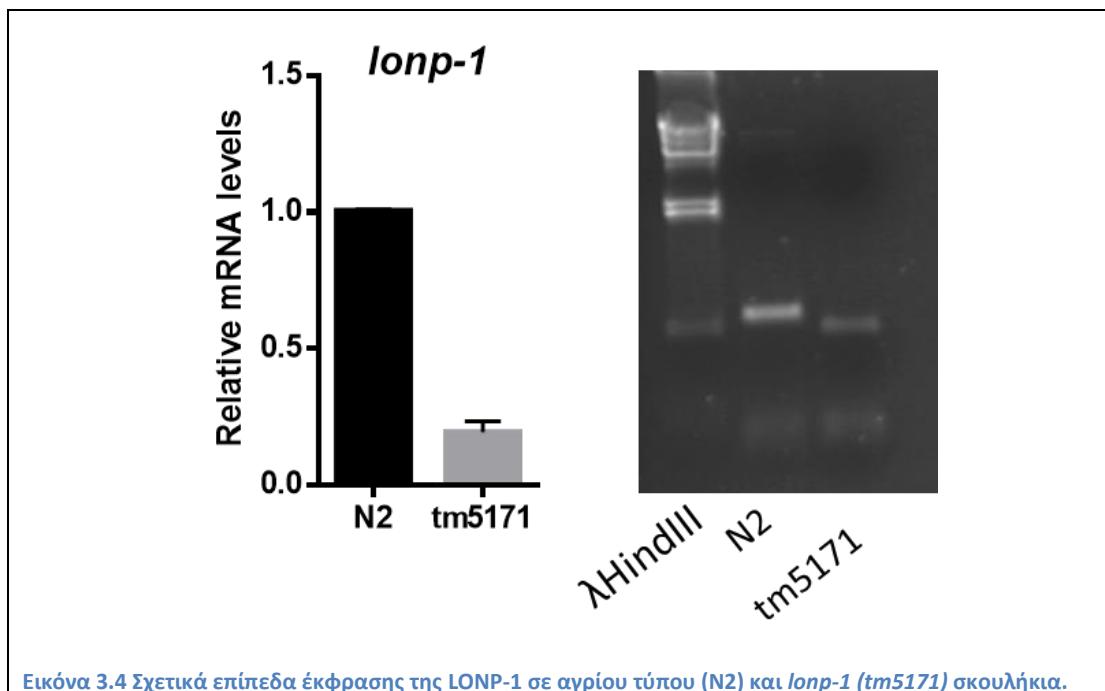 lonp-1
Relative mRNA levels
1.5
1.0
0.5
0.0
N2
tm5171
λHindIII
N2
tm5171
Εικόνα 3.4 Σχετικά επίπεδα έκφρασης της LONP-1 σε αγρίου τύπου (N2) και lonp-1 (tm5171) σκουλήκια.